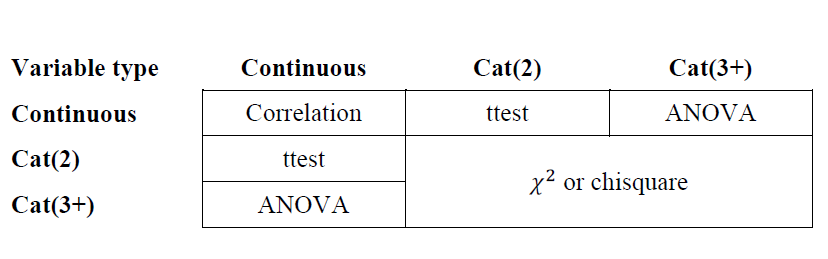 Variable type Continuous Cat(2) Cat(3+)
Continuous Correlation ttest ANOVA
Cat(2) ttest
χ² or chisquare
Cat(3+) ANOVA